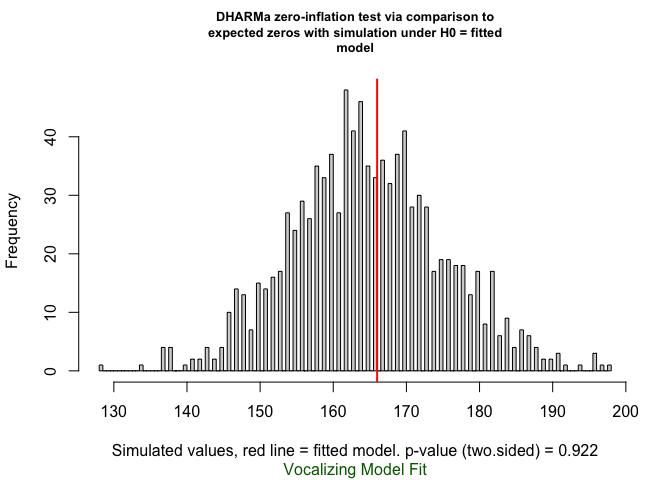 DHARMa zero-inflation test via comparison to
expected zeros with simulation under H0 = fitted
model
Frequency
40
30
20
10
0
130 140 150 160 170 180 190 200
Simulated values, red line = fitted model. p-value (two.sided) = 0.922
Vocalizing Model Fit